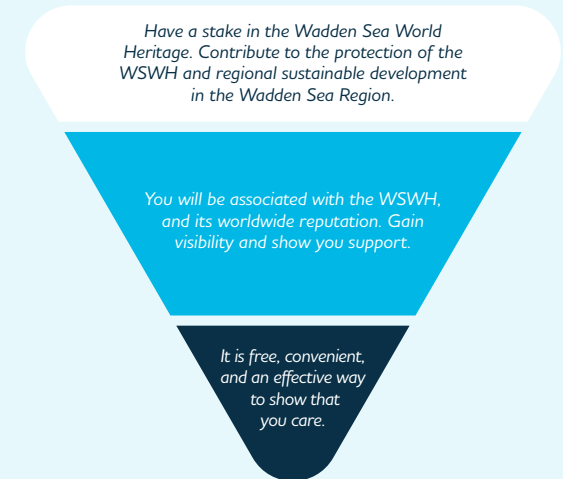 Have a stake in the Wadden Sea World
Heritage. Contribute to the protection of the
WSWH and regional sustainable development
in the Wadden Sea Region.
You will be associated with the WSWH,
and its worldwide reputation. Gain
visibility and show you support.
It is free, convenient,
and an effective way
to show that
you care.